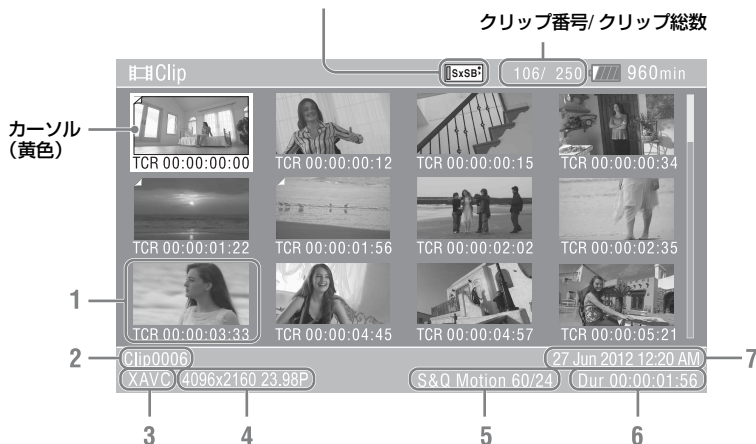 クリップ番号/ クリップ総数
Clip SxSB 106/ 250 960min
カーソル
（黄色）
TCR 00:00:00:00 TCR 00:00:00:12 TCR 00:00:00:15 TCR 00:00:00:34
TCR 00:00:01:22 TCR 00:00:01:56 TCR 00:00:02:02 TCR 00:00:02:35
1
TCR 00:00:03:33 TCR 00:00:04:45 TCR 00:00:04:57 TCR 00:00:05:21
2 Clip0006 27 Jun 2012 12:20 AM 7
XAVC 4096x2160 23.98P S&Q Motion 60/24 Dur 00:00:01:56
3 4 5 6